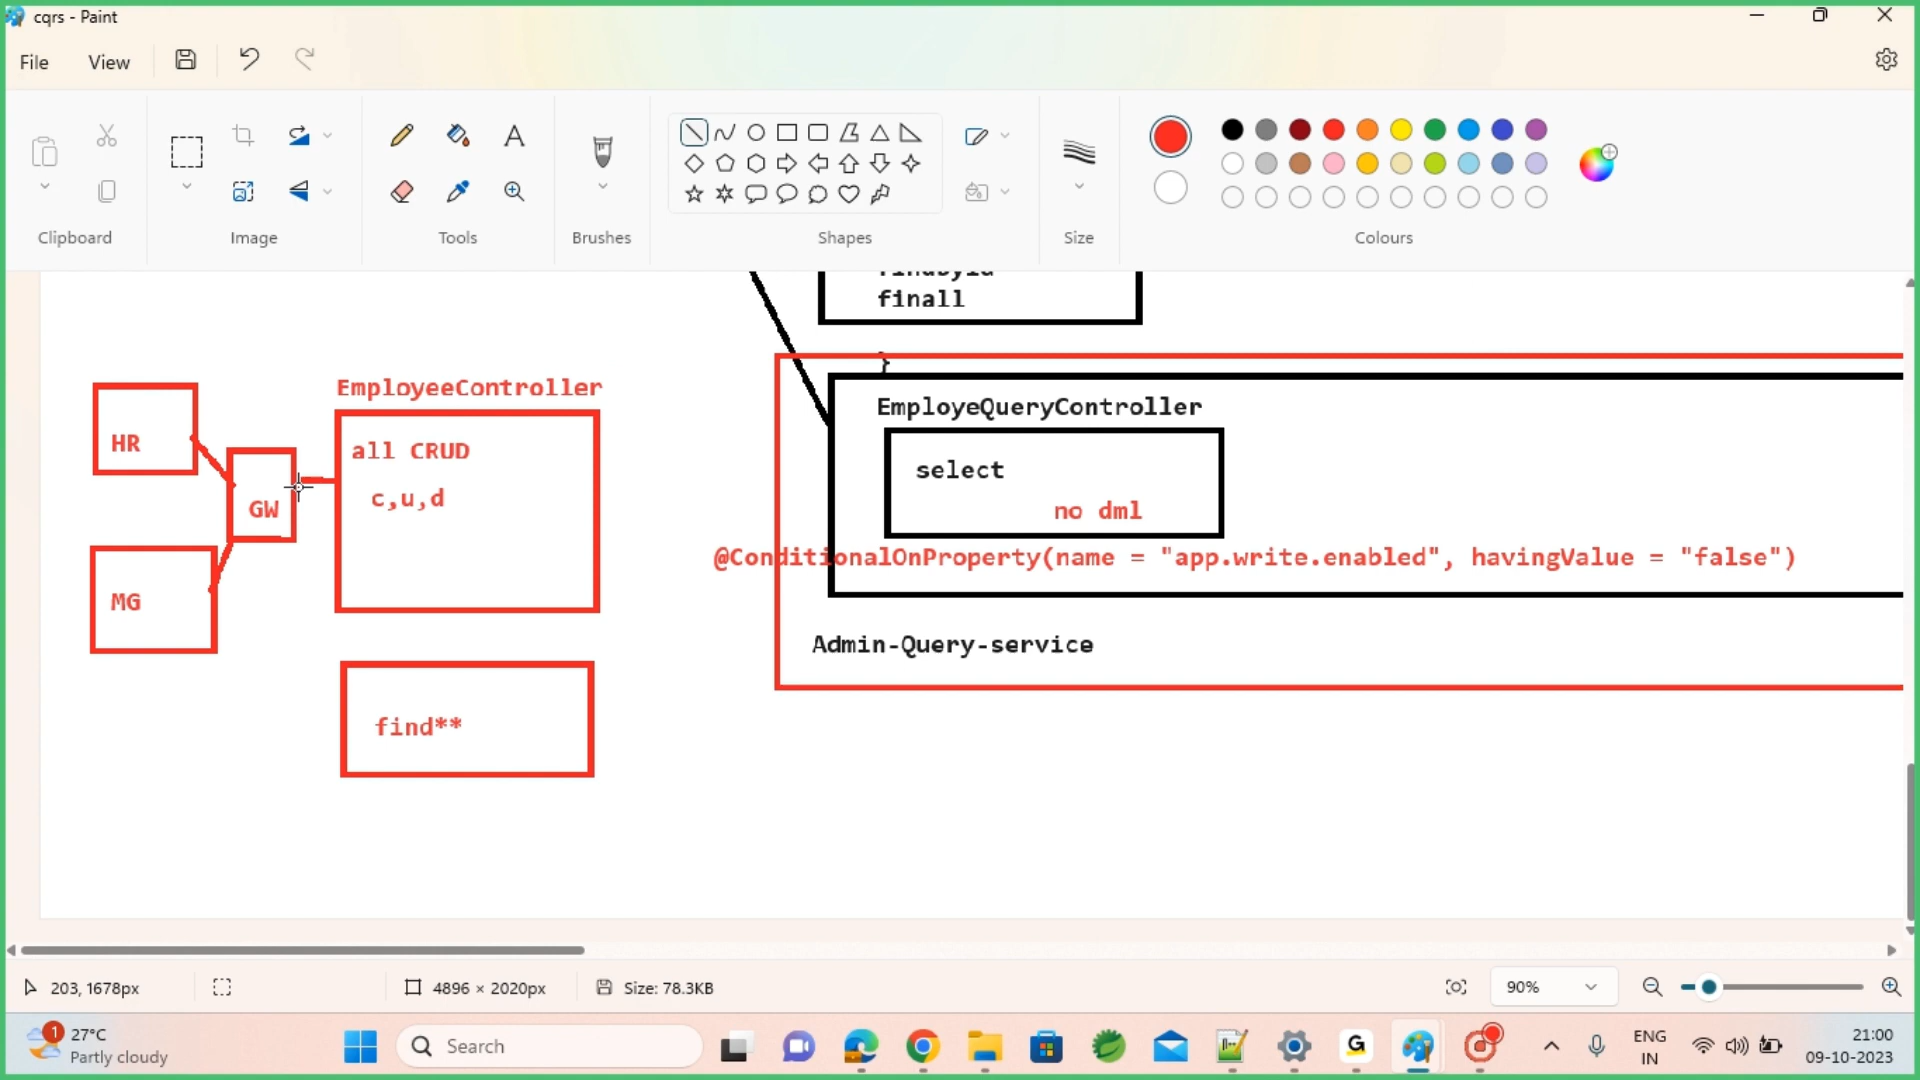 cqrs - Paint
File
View
Clipboard
Image
Tools
Brushes
Shapes
Size
Colours
findbyid
finall
}
EmployeeController
all CRUD
c,u,d
HR
GW
MG
find**
EmployeQueryController
select
no dml
@ConditionalOnProperty(name = "app.write.enabled", havingValue = "false")
Admin-Query-service
203, 1678px
4896 × 2020px
Size: 78.3KB
90%
1
27°C
Partly cloudy
Search
G
ENG
IN
21:00
09-10-2023